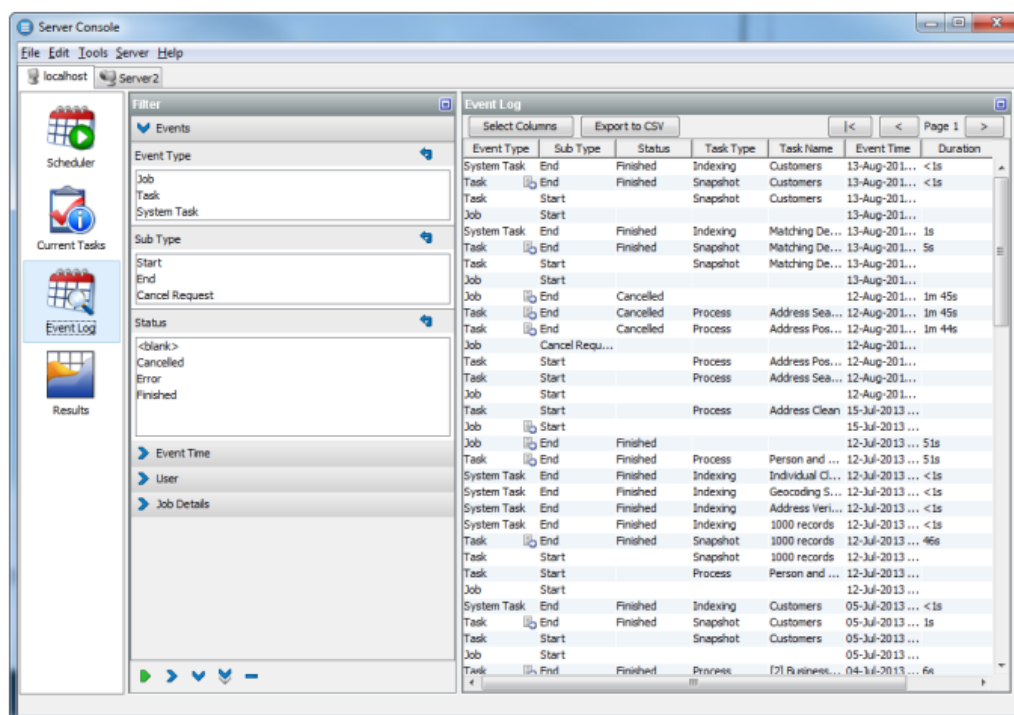 Server Console
File Edit Tools Server Help
localhost Server2
Scheduler
Current Tasks
Event Log
Results
Filter
Events
Event Type
Job
Task
System Task
Sub Type
Start
End
Cancel Request
Status
<blank>
Cancelled
Error
Finished
Event Time
User
Job Details
Event Log
Select Columns Export to CSV |< < Page 1 >
Event Type Sub Type Status Task Type Task Name Event Time Duration
System Task End Finished Indexing Customers 13-Aug-201... <1s
Task End Finished Snapshot Customers 13-Aug-201... <1s
Task Start Snapshot Customers 13-Aug-201...
Job Start 13-Aug-201...
System Task End Finished Indexing Matching De... 13-Aug-201... 1s
Task End Finished Snapshot Matching De... 13-Aug-201... 5s
Task Start Snapshot Matching De... 13-Aug-201...
Job Start 13-Aug-201...
Job End Cancelled 12-Aug-201... 1m 45s
Task End Cancelled Process Address Sea... 12-Aug-201... 1m 45s
Task End Cancelled Process Address Pos... 12-Aug-201... 1m 44s
Job Cancel Requ... 12-Aug-201...
Task Start Process Address Pos... 12-Aug-201...
Task Start Process Address Sea... 12-Aug-201...
Job Start 12-Aug-201...
Task Start Process Address Clean 15-Jul-2013 ...
Job Start 15-Jul-2013 ...
Job End Finished 12-Jul-2013 ... 51s
Task End Finished Process Person and ... 12-Jul-2013 ... 51s
System Task End Finished Indexing Individual Cl... 12-Jul-2013 ... <1s
System Task End Finished Indexing Geocoding S... 12-Jul-2013 ... <1s
System Task End Finished Indexing Address Veri... 12-Jul-2013 ... <1s
System Task End Finished Indexing 1000 records 12-Jul-2013 ... <1s
Task End Finished Snapshot 1000 records 12-Jul-2013 ... 46s
Task Start Snapshot 1000 records 12-Jul-2013 ...
Task Start Process Person and ... 12-Jul-2013 ...
Job Start 12-Jul-2013 ...
System Task End Finished Indexing Customers 05-Jul-2013 ... <1s
Task End Finished Snapshot Customers 05-Jul-2013 ... 1s
Task Start Snapshot Customers 05-Jul-2013 ...
Job Start 05-Jul-2013 ...
Task End Finished Process [2] Business... 04-Jul-2013 ... 6s